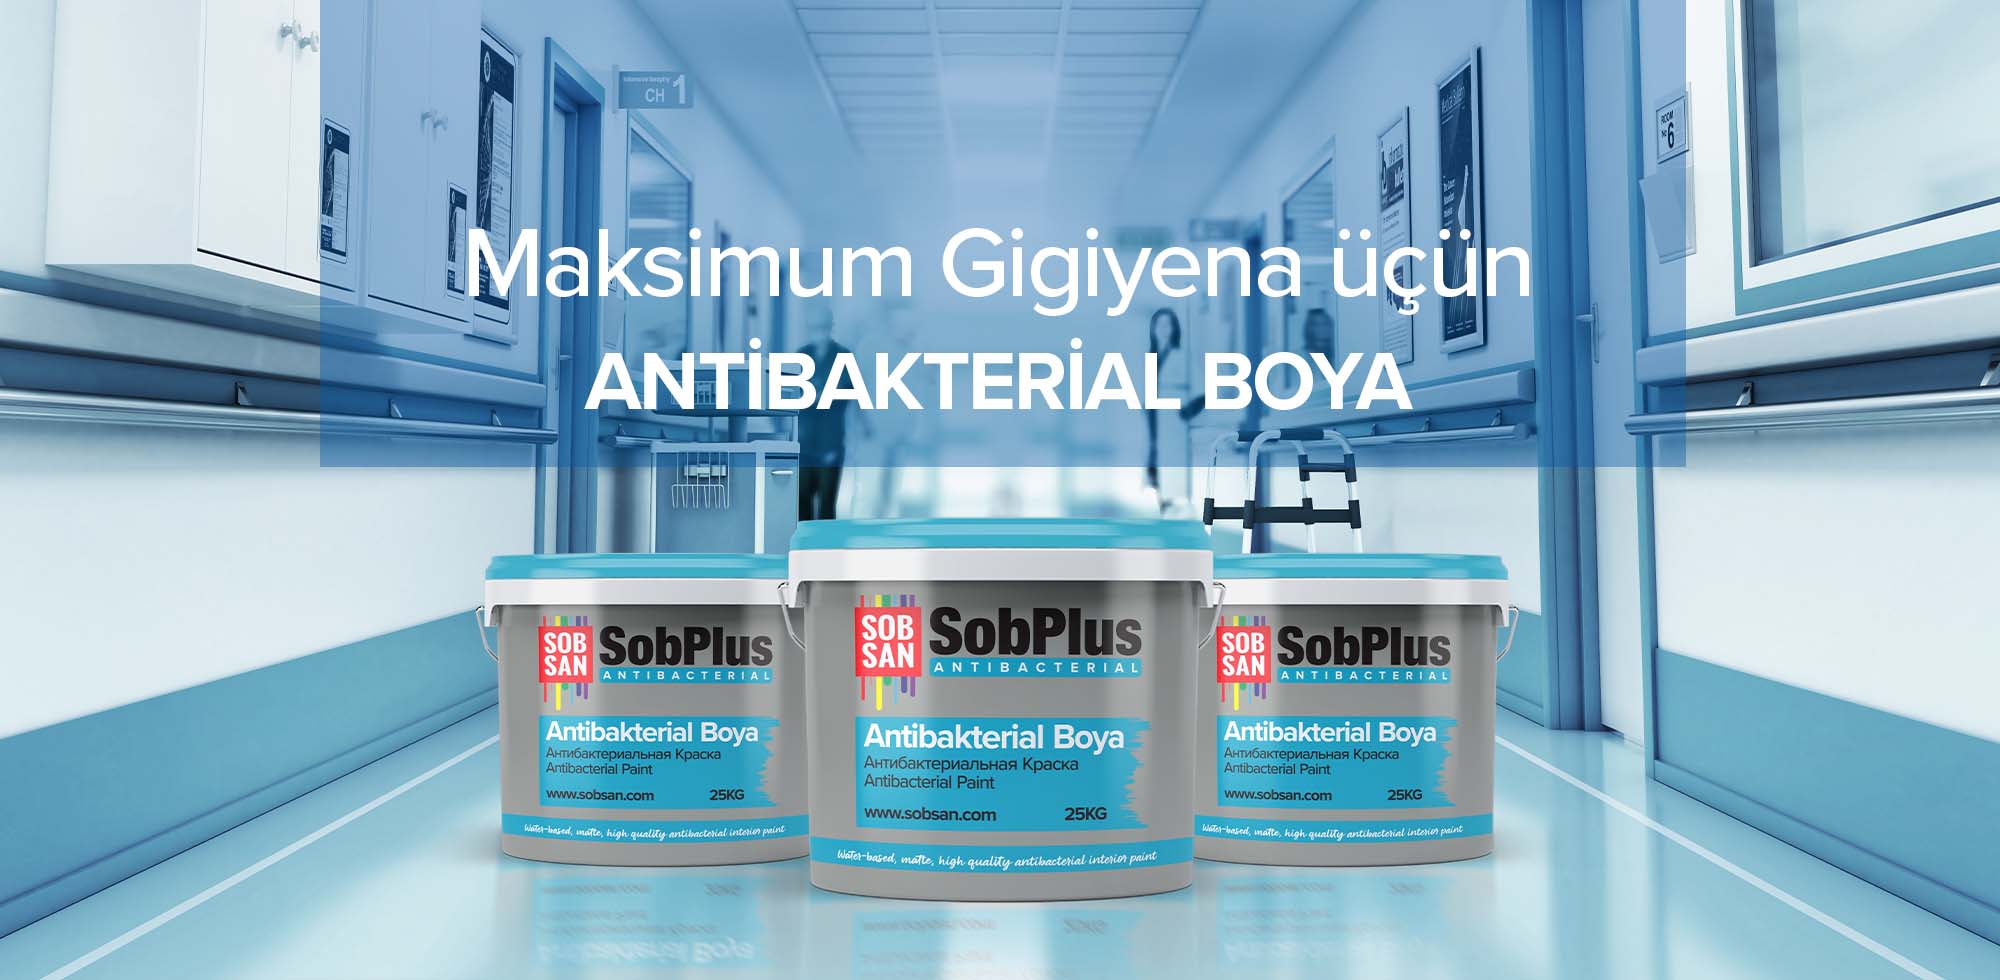 CH 1
ROOM
№ 6
Maksimum Gigiyena üçün
ANTİBAKTERİAL BOYA
SOB
SAN
SobPlus
ANTIBACTERIAL
Antibakterial Boya
Антибактериальная Краска
Antibacterial Paint
www.sobsan.com 25KG
Water-based, matte, high quality antibacterial interior paint
SOB
SAN
SobPlus
ANTIBACTERIAL
Antibakterial Boya
Антибактериальная Краска
Antibacterial Paint
www.sobsan.com 25KG
Water-based, matte, high quality antibacterial interior paint
SOB
SAN
SobPlus
ANTIBACTERIAL
Antibakterial Boya
Антибактериальная Краска
Antibacterial Paint
www.sobsan.com 25KG
Water-based, matte, high quality antibacterial interior paint